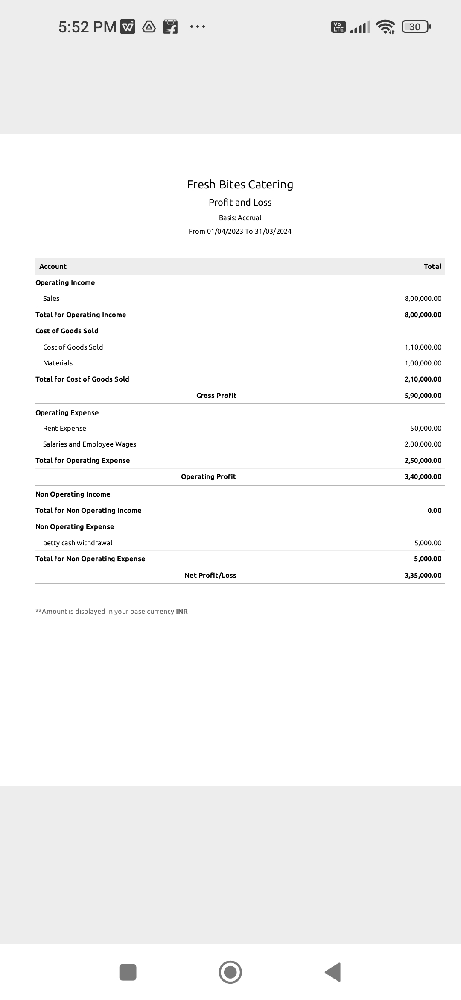 5:52 PM ... Vo LTE 30
Fresh Bites Catering
Profit and Loss
Basis: Accrual
From 01/04/2023 To 31/03/2024
Account Total
Operating Income
Sales 8,00,000.00
Total for Operating Income 8,00,000.00
Cost of Goods Sold
Cost of Goods Sold 1,10,000.00
Materials 1,00,000.00
Total for Cost of Goods Sold 2,10,000.00
Gross Profit 5,90,000.00
Operating Expense
Rent Expense 50,000.00
Salaries and Employee Wages 2,00,000.00
Total for Operating Expense 2,50,000.00
Operating Profit 3,40,000.00
Non Operating Income
Total for Non Operating Income 0.00
Non Operating Expense
petty cash withdrawal 5,000.00
Total for Non Operating Expense 5,000.00
Net Profit/Loss 3,35,000.00
**Amount is displayed in your base currency INR